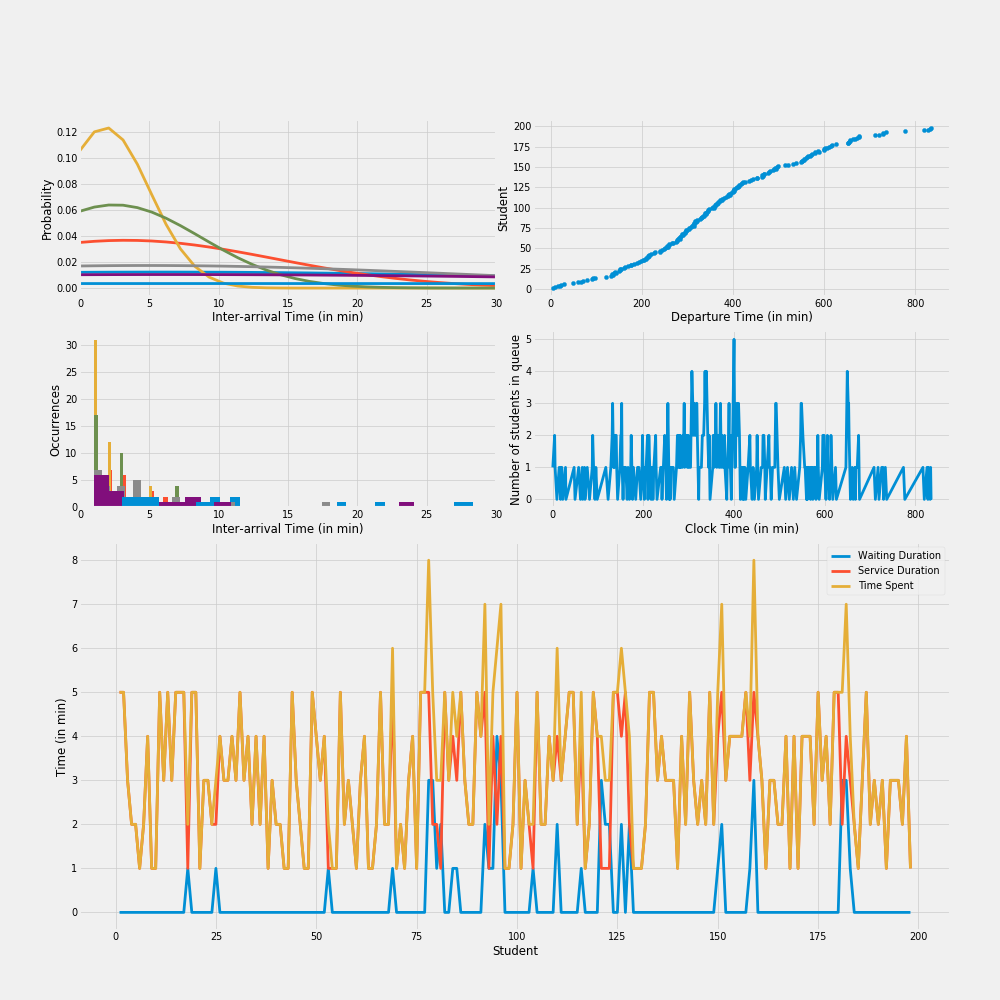 0.12
0.10
0.08
0.06
0.04
0.02
0.00
Probability
0 5 10 15 20 25 30
Inter-arrival Time (in min)
200
175
150
125
100
75
50
25
0
Student
0 200 400 600 800
Departure Time (in min)
30
25
20
15
10
5
0
Occurrences
0 5 10 15 20 25 30
Inter-arrival Time (in min)
5
4
3
2
1
0
Number of students in queue
0 200 400 600 800
Clock Time (in min)
8
7
6
5
4
3
2
1
0
Time (in min)
Waiting Duration
Service Duration
Time Spent
0 25 50 75 100 125 150 175 200
Student